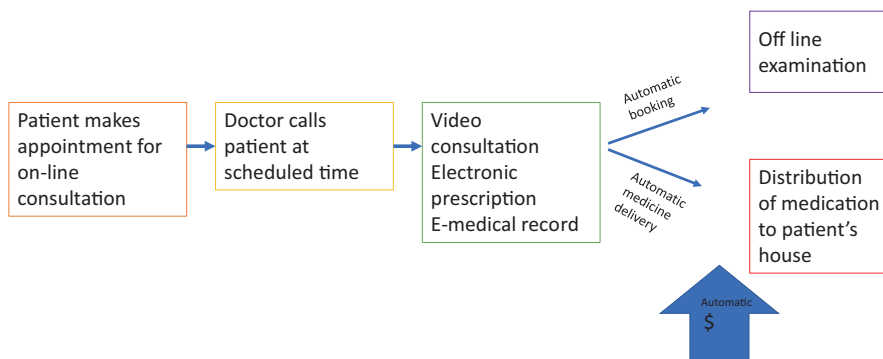 Patient makes
appointment for
on-line
consultation
Doctor calls
patient at
scheduled time
Video
consultation
Electronic
prescription
E-medical record
Automatic
booking
Automatic
medicine
delivery
Off line
examination
Distribution
of medication
to patient’s
house
Automatic
$